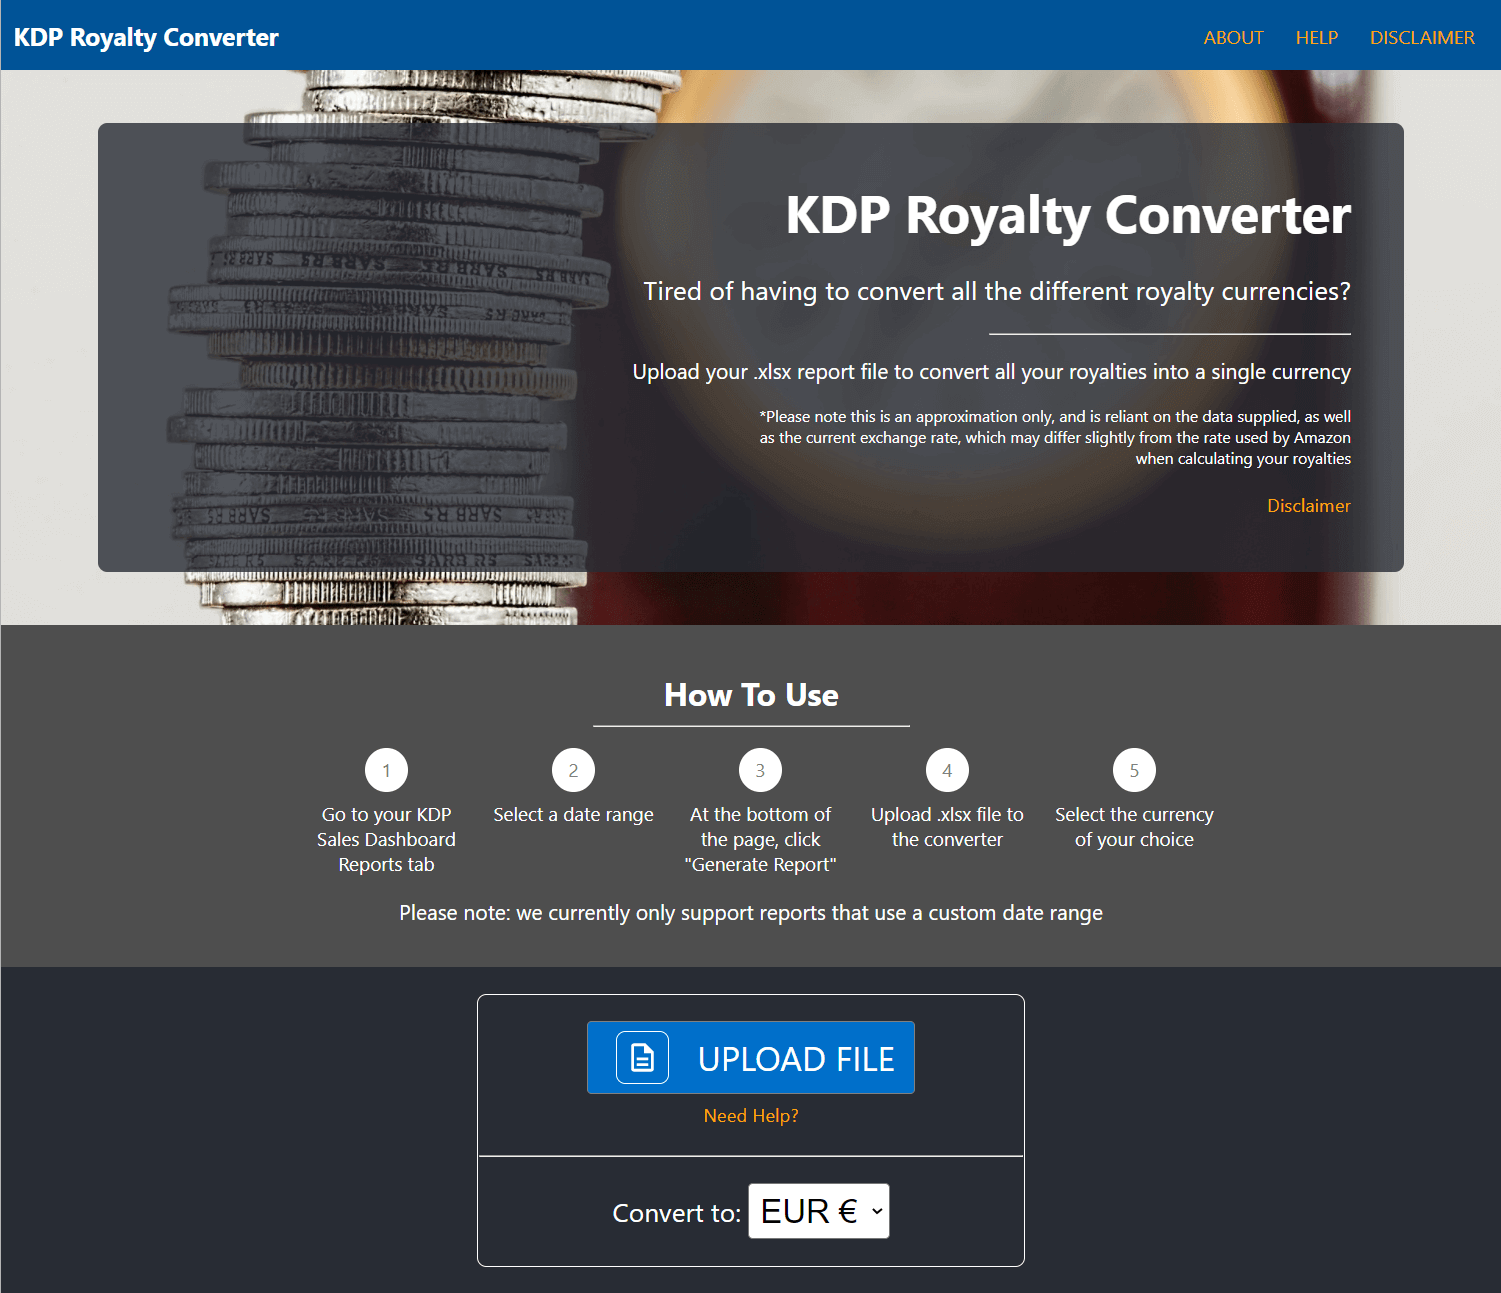 KDP Royalty Converter
ABOUT HELP DISCLAIMER
KDP Royalty Converter
Tired of having to convert all the different royalty currencies?
Upload your .xlsx report file to convert all your royalties into a single currency
*Please note this is an approximation only, and is reliant on the data supplied, as well
as the current exchange rate, which may differ slightly from the rate used by Amazon
when calculating your royalties
Disclaimer
How To Use
1
Go to your KDP
Sales Dashboard
Reports tab
2
Select a date range
3
At the bottom of
the page, click
"Generate Report"
4
Upload .xlsx file to
the converter
5
Select the currency
of your choice
Please note: we currently only support reports that use a custom date range
UPLOAD FILE
Need Help?
Convert to: EUR €